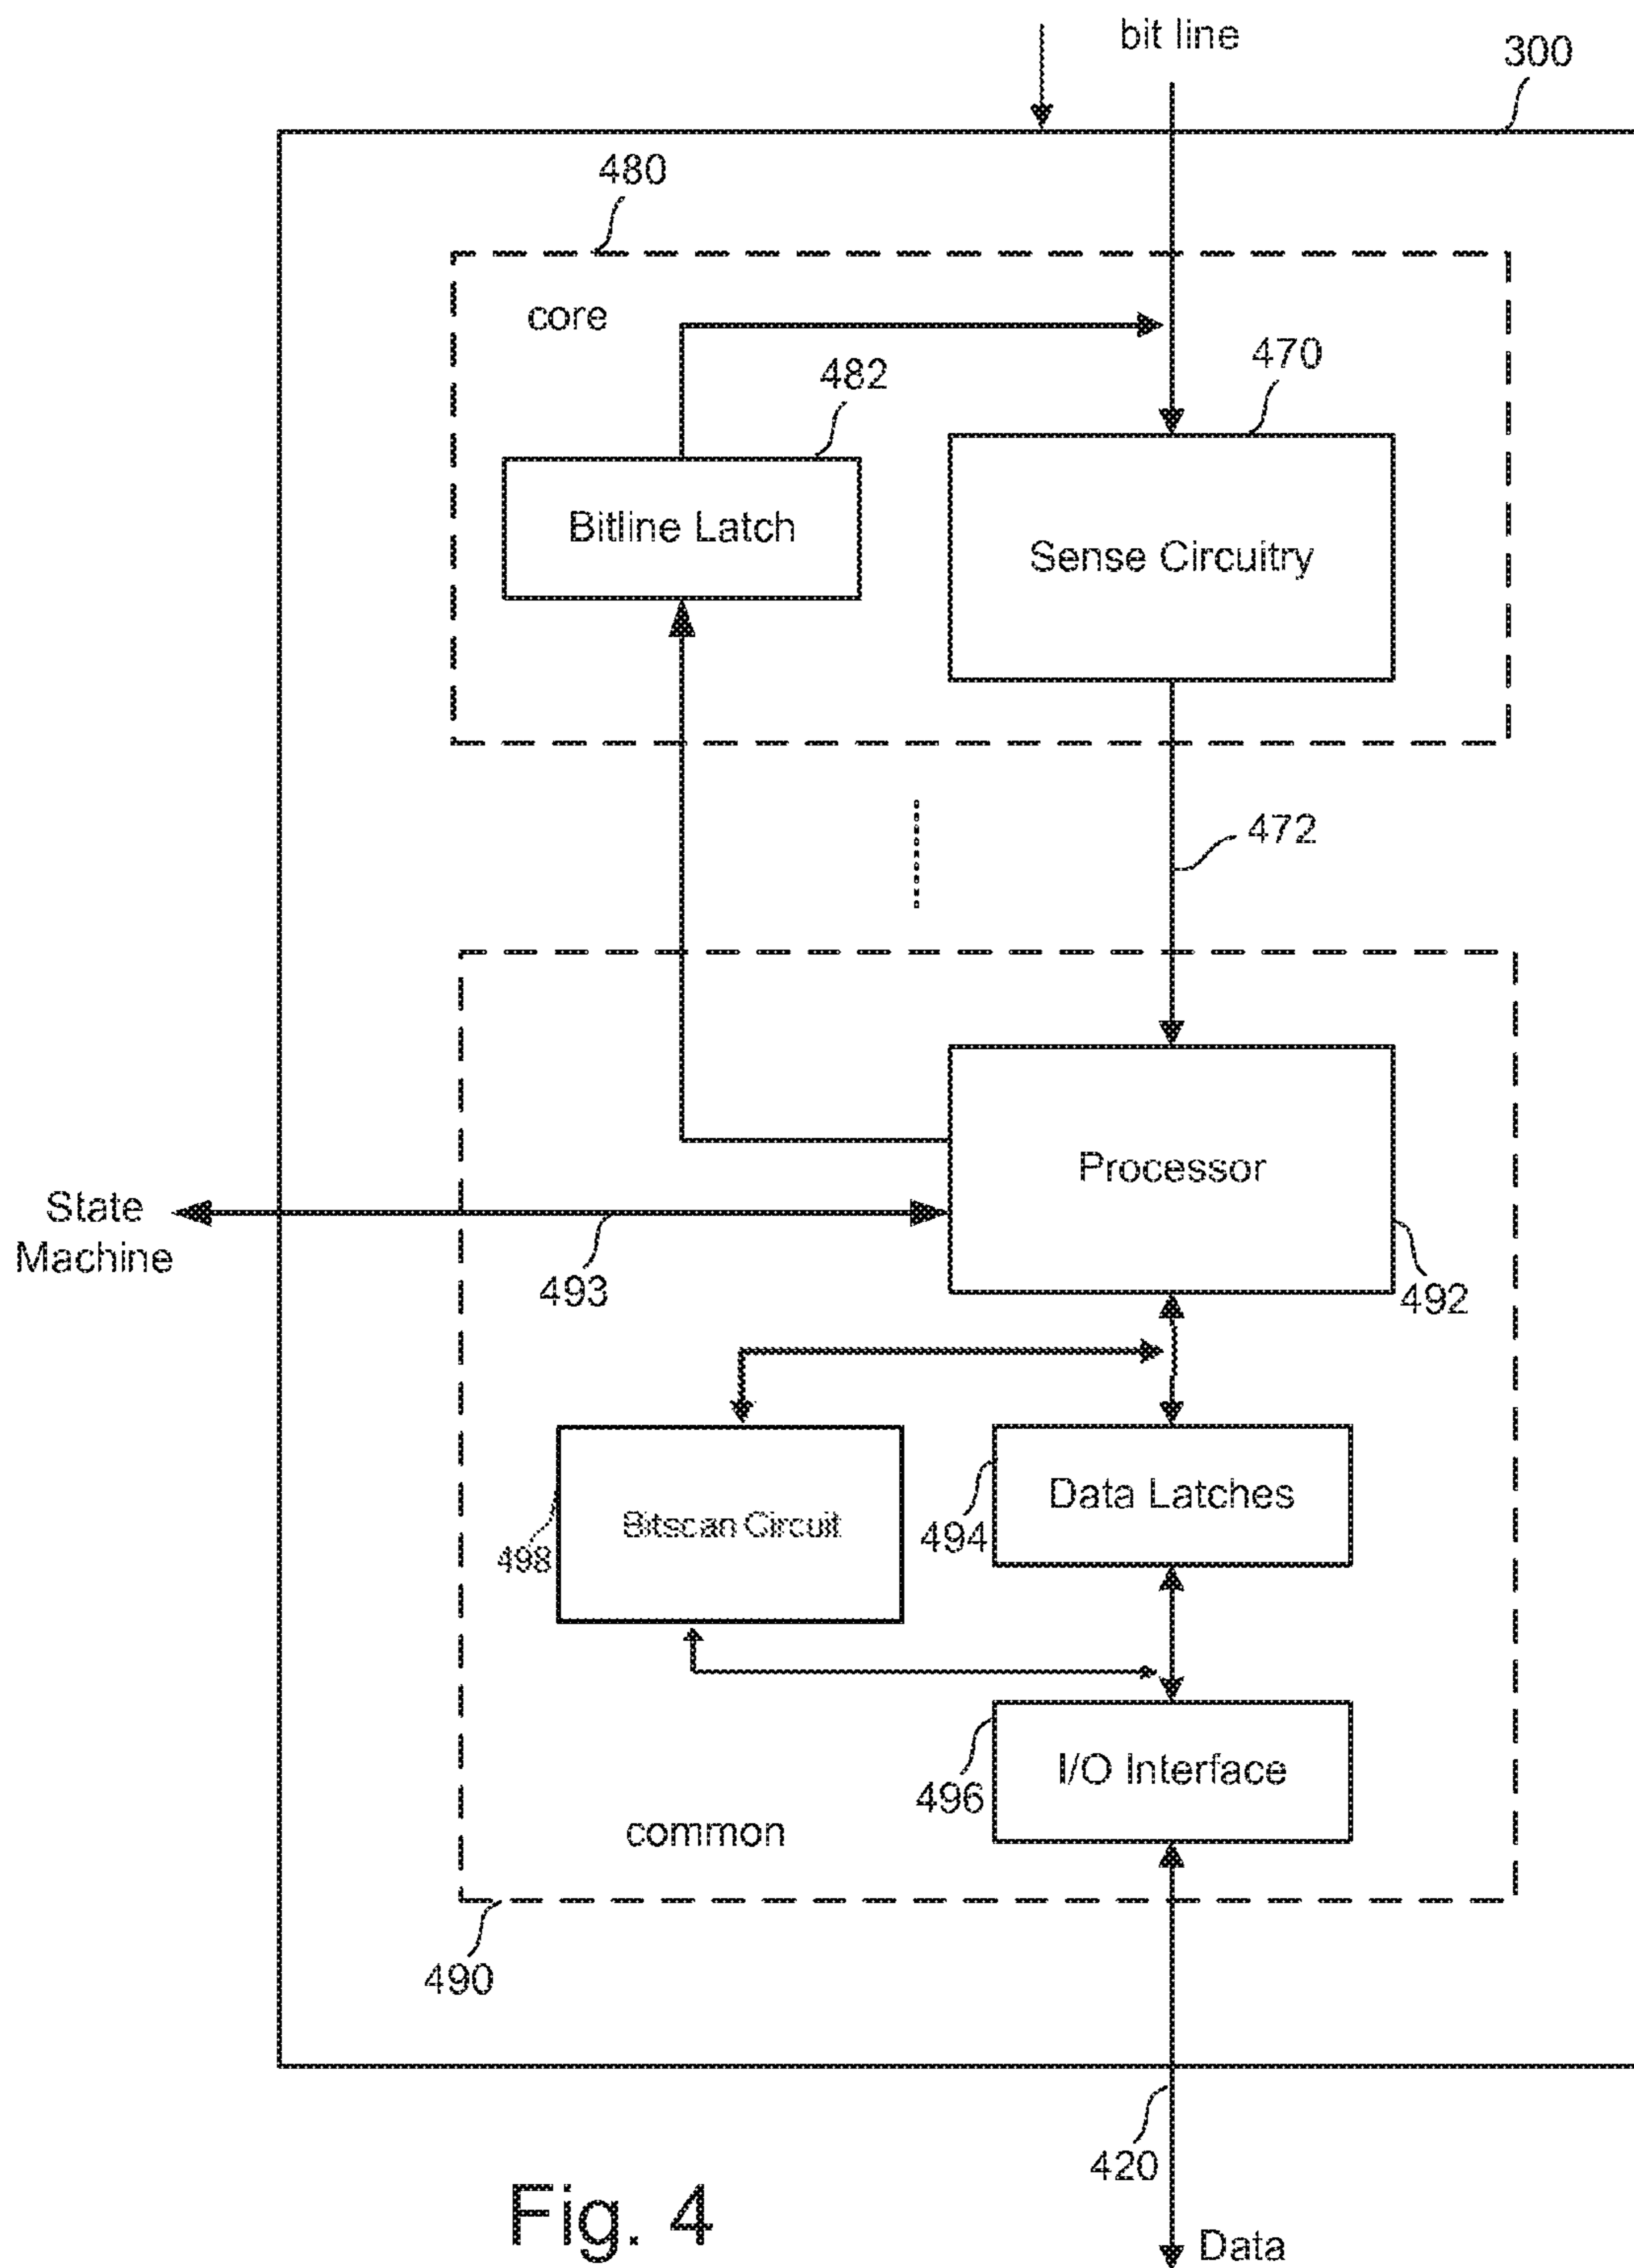 bit line
300
480
core
470
482
Bitline Latch
Sense Circuitry
472
Processor
State
Machine
493
492
Data Latches
494
Bitscan Circuit
498
I/O Interface
496
common
490
420
Fig. 4
Data